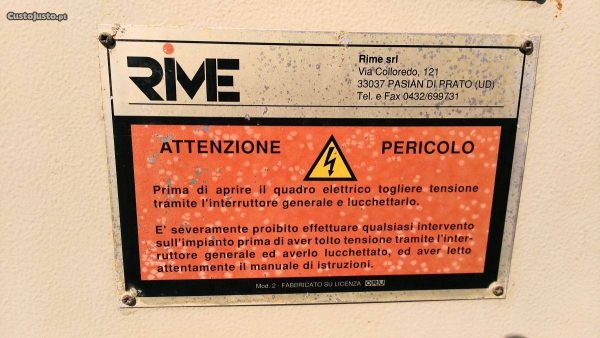 CustoJusto.pt
RIME
Rime srl
Via Colloredo, 121
33037 PASIAN DI PRATO (UD)
Tel. e Fax 0432/699731
ATTENZIONE PERICOLO
Prima di aprire il quadro elettrico togliere tensione
tramite l'interruttore generale e lucchettarlo.
E' severamente proibito effettuare qualsiasi intervento
sull'impianto prima di aver tolto tensione tramite l'inter-
ruttore generale ed averlo lucchettato, ed aver letto
attentamente il manuale di istruzioni.
Mod. 2 - FABBRICATO SU LICENZA